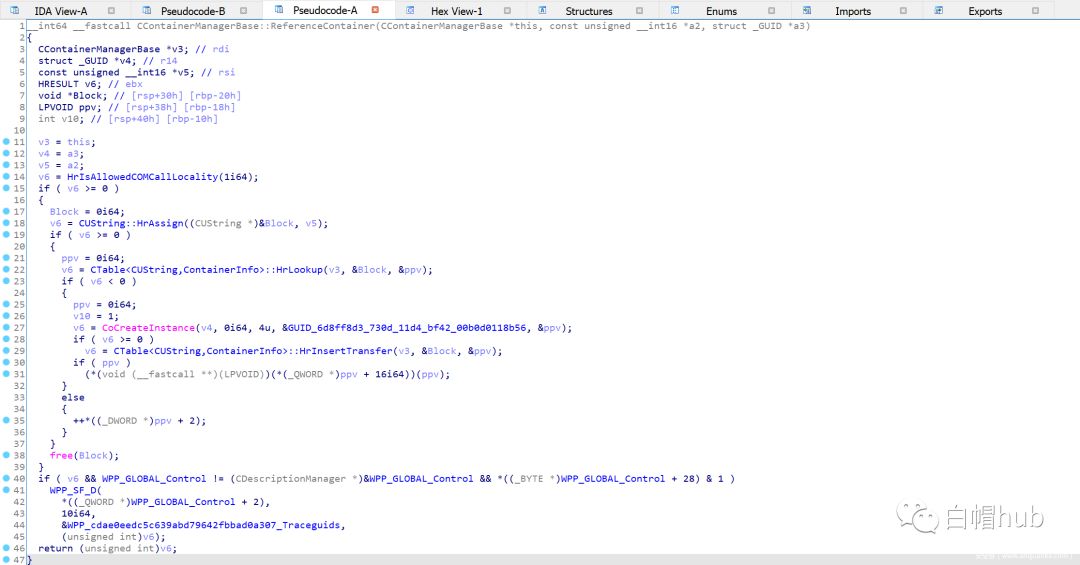 IDA View-A Pseudocode-B Pseudocode-A Hex View-1 Structures Enums Imports Exports
1 __int64 __fastcall CContainerManagerBase::ReferenceContainer(CContainerManagerBase *this, const unsigned __int16 *a2, struct _GUID *a3)
2 {
3 CContainerManagerBase *v3; // rdi
4 struct _GUID *v4; // r14
5 const unsigned __int16 *v5; // rsi
6 HRESULT v6; // ebx
7 void *Block; // [rsp+30h] [rbp-20h]
8 LPVOID ppv; // [rsp+38h] [rbp-18h]
9 int v10; // [rsp+40h] [rbp-10h]
10
11 v3 = this;
12 v4 = a3;
13 v5 = a2;
14 v6 = HrIsAllowedCOMCallLocality(1i64);
15 if ( v6 >= 0 )
16 {
17 Block = 0i64;
18 v6 = CUString::HrAssign((CUString *)&Block, v5);
19 if ( v6 >= 0 )
20 {
21 ppv = 0i64;
22 v6 = CTable<CUString,ContainerInfo>::HrLookup(v3, &Block, &ppv);
23 if ( v6 < 0 )
24 {
25 ppv = 0i64;
26 v10 = 1;
27 v6 = CoCreateInstance(v4, 0i64, 4u, &GUID_6d8ff8d3_730d_11d4_bf42_00b0d0118b56, &ppv);
28 if ( v6 >= 0 )
29 v6 = CTable<CUString,ContainerInfo>::HrInsertTransfer(v3, &Block, &ppv);
30 if ( ppv )
31 (*(void (__fastcall **)(LPVOID))(*(_QWORD *)ppv + 16i64))(ppv);
32 }
33 else
34 {
35 ++*((_DWORD *)ppv + 2);
36 }
37 }
38 free(Block);
39 }
40 if ( v6 && WPP_GLOBAL_Control != (CDescriptionManager *)&WPP_GLOBAL_Control && *((_BYTE *)WPP_GLOBAL_Control + 28) & 1 )
41 WPP_SF_D(
42 *((_QWORD *)WPP_GLOBAL_Control + 2),
43 10i64,
44 &WPP_cdae0eedc5c639abd79642fbbad0a307_Traceguids,
45 (unsigned int)v6);
46 return (unsigned int)v6;
47 }
白帽hub